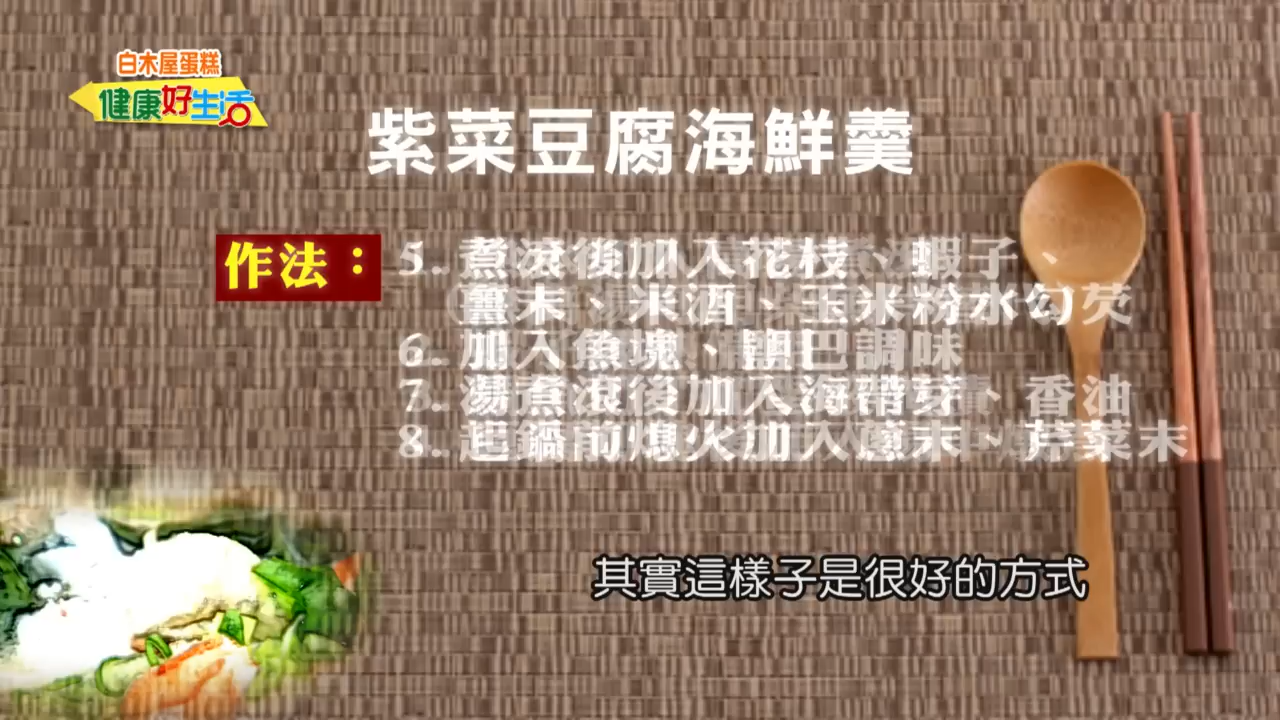 白木屋蛋糕
健康好生活
紫菜豆腐海鮮羹
作法：
5. 煮滾後加入花枝、蝦子、
薑末、米酒、玉米粉水勾芡
6. 加入魚塊、鹽巴調味
7. 湯煮滾後加入海帶芽、香油
8. 起鍋前熄火加入蔥末、芹菜末
其實這樣子是很好的方式